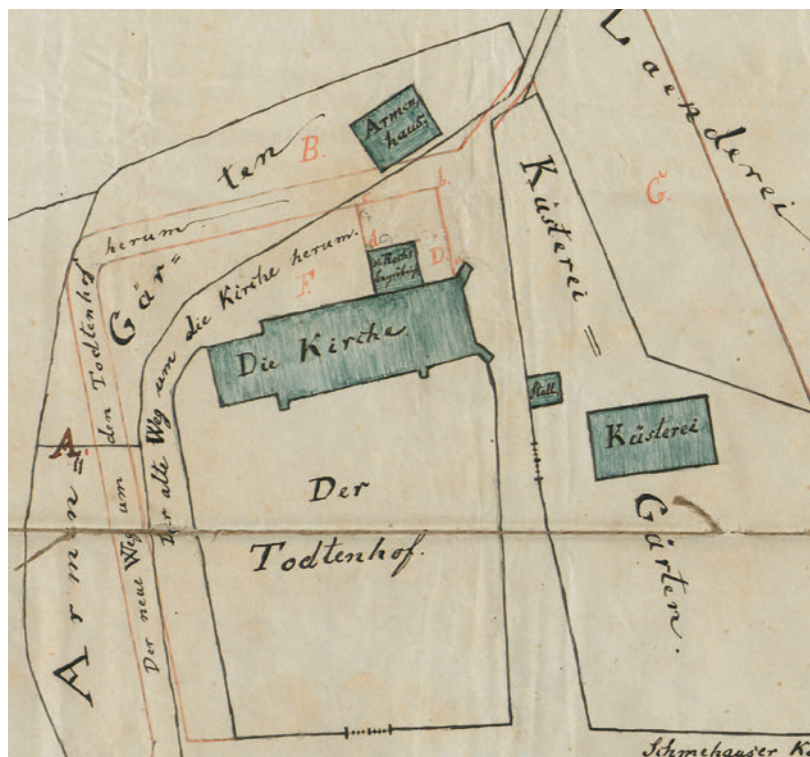 Laenderei
Armen
haus.
ten
B.
Küsterei =
G.
herum.
b.
Gär=
Der alte Weg um die Kirche herum.
d.
D.
F.
Die Kirche
Stall
Küsterei
A.
Der neue Weg um den Todtenhof
Armen=
Der
Todtenhof.
Gärten.
Schmehauser